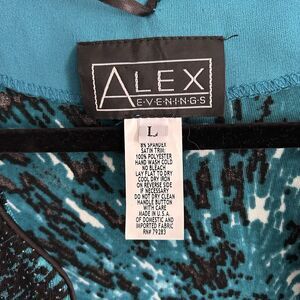 ALEX
EVENINGS
L
8% SPANDEX
SATIN TRIM:
100% POLYESTER
HAND WASH COLD
NO BLEACH
LAY FLAT TO DRY
COOL DRY IRON
ON REVERSE SIDE
IF NECESSARY
DO NOT DRY CLEAN
HANDLE BUTTON
WITH CARE
MADE IN U.S.A.
OF DOMESTIC AND
IMPORTED FABRIC
RN# 79283